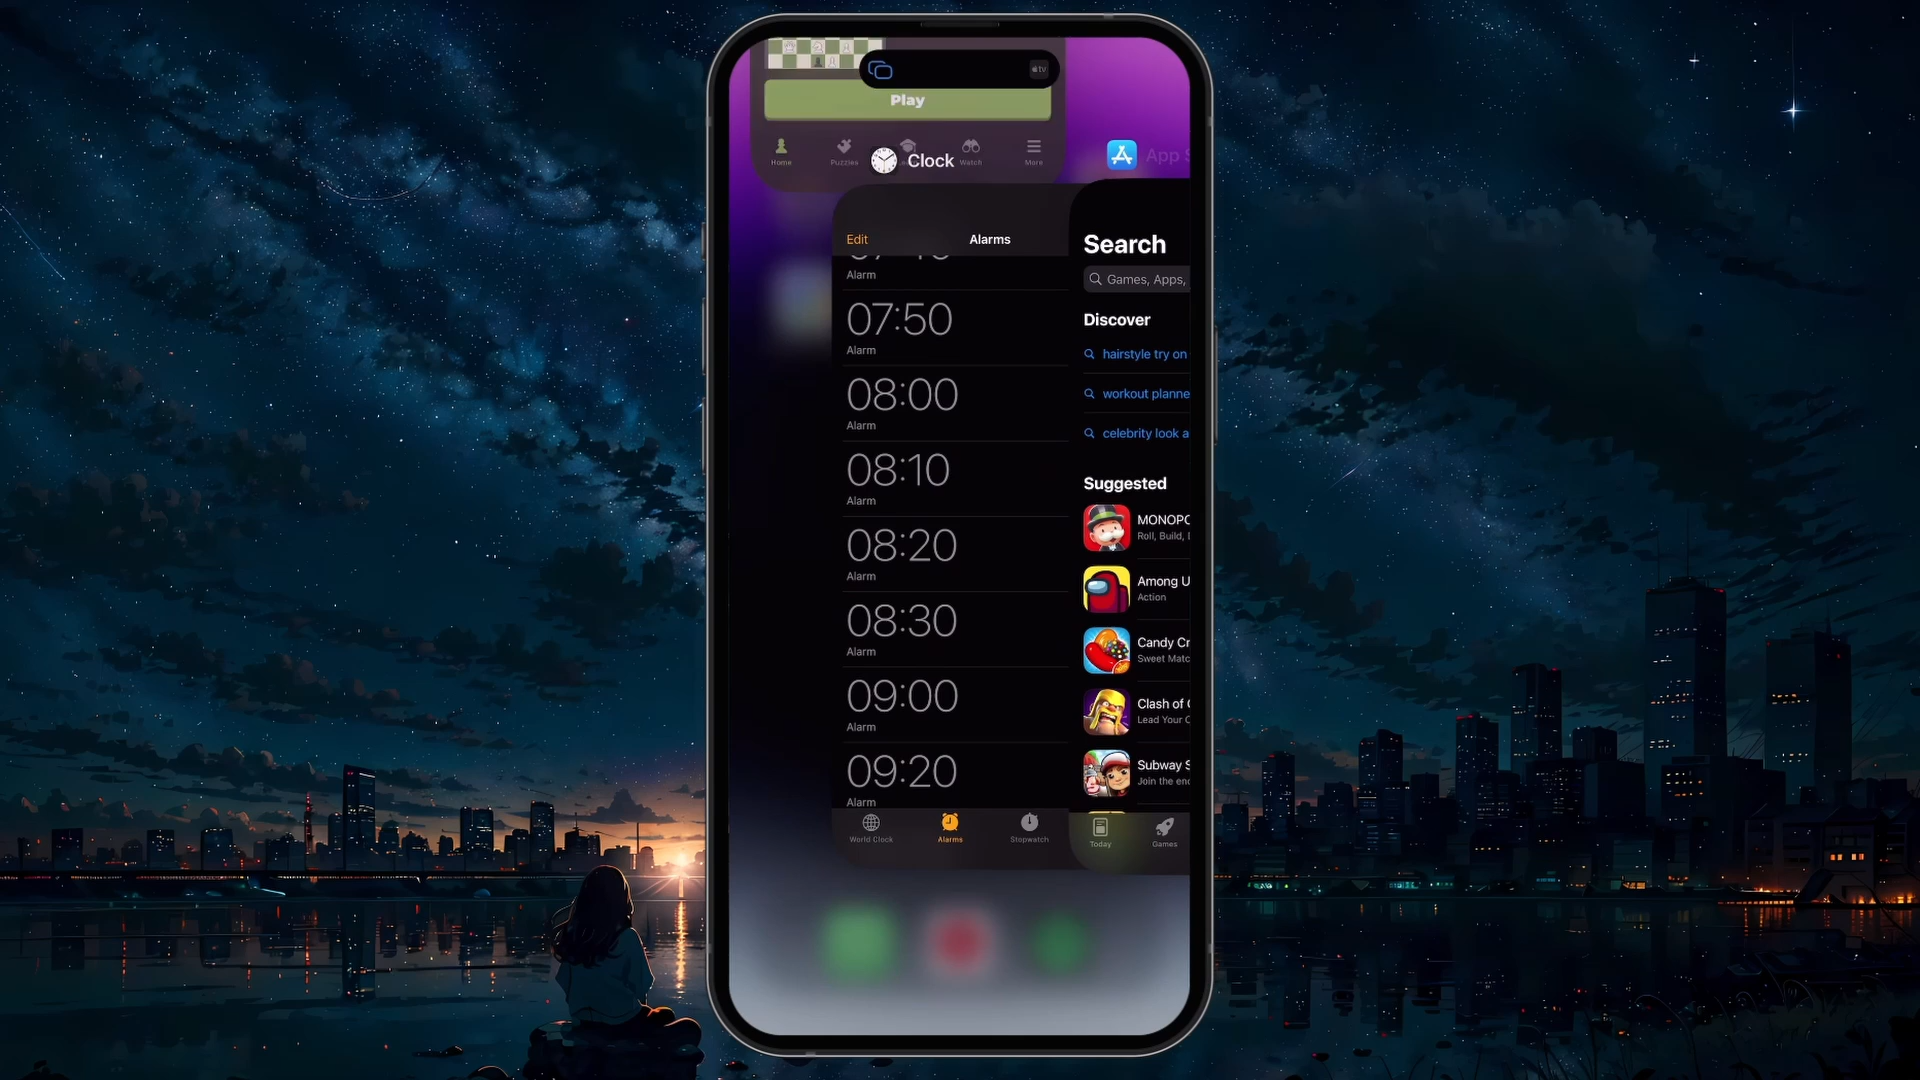 tv
Play
Home
Puzzles
Watch
More
Clock
App S
Edit
Alarms
Alarm
07:50
Alarm
08:00
Alarm
08:10
Alarm
08:20
Alarm
08:30
Alarm
09:00
Alarm
09:20
Alarm
World Clock
Alarms
Stopwatch
Search
Games, Apps,
Discover
hairstyle try on
workout planne
celebrity look a
Suggested
MONOPO
Roll, Build,
Among U
Action
Candy Cr
Sweet Matc
Clash of C
Lead Your C
Subway S
Join the end
Today
Games